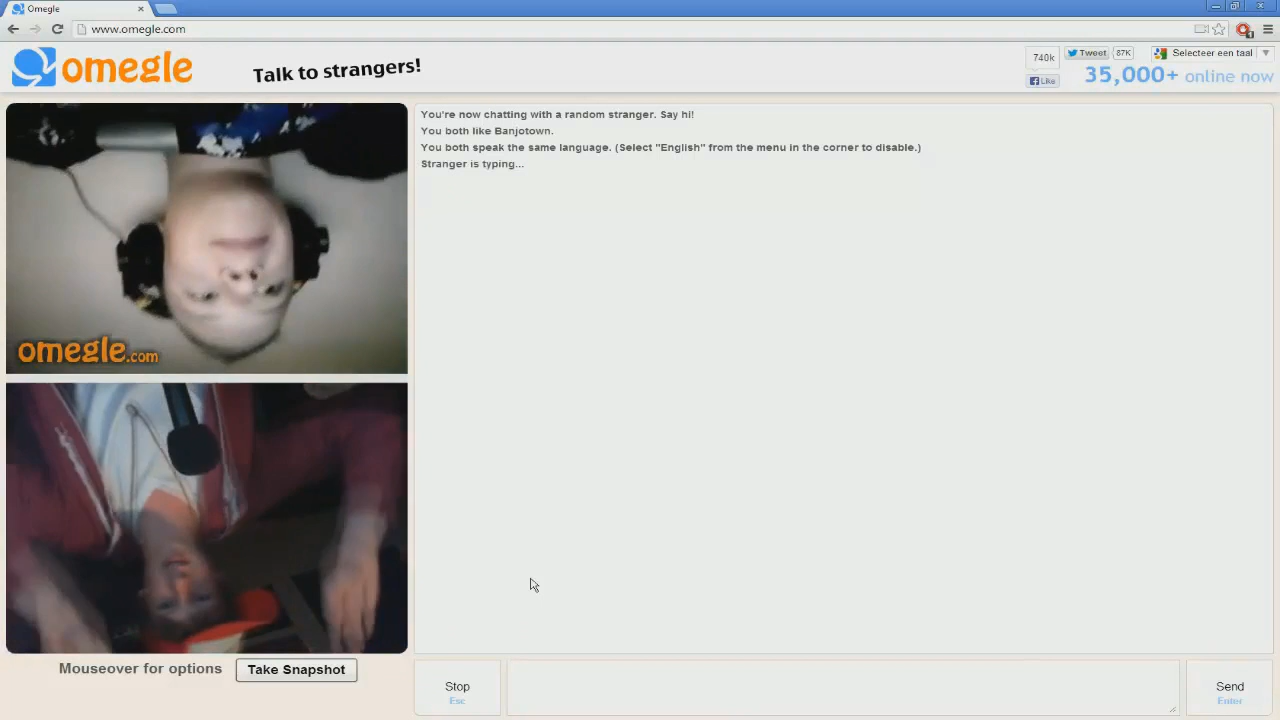 Omegle
www.omegle.com
omegle
Talk to strangers!
740k
Like
Tweet
87K
Selecteer een taal
35,000+ online now
You're now chatting with a random stranger. Say hi!
You both like Banjotown.
You both speak the same language. (Select "English" from the menu in the corner to disable.)
Stranger is typing...
omegle.com
Mouseover for options
Take Snapshot
Stop
Esc
Send
Enter